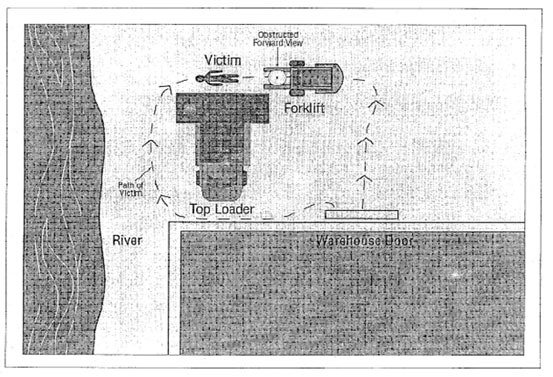 Obstructed
Forward View
Victim
Forklift
Path of
Victim
Top Loader
River
Warehouse Door